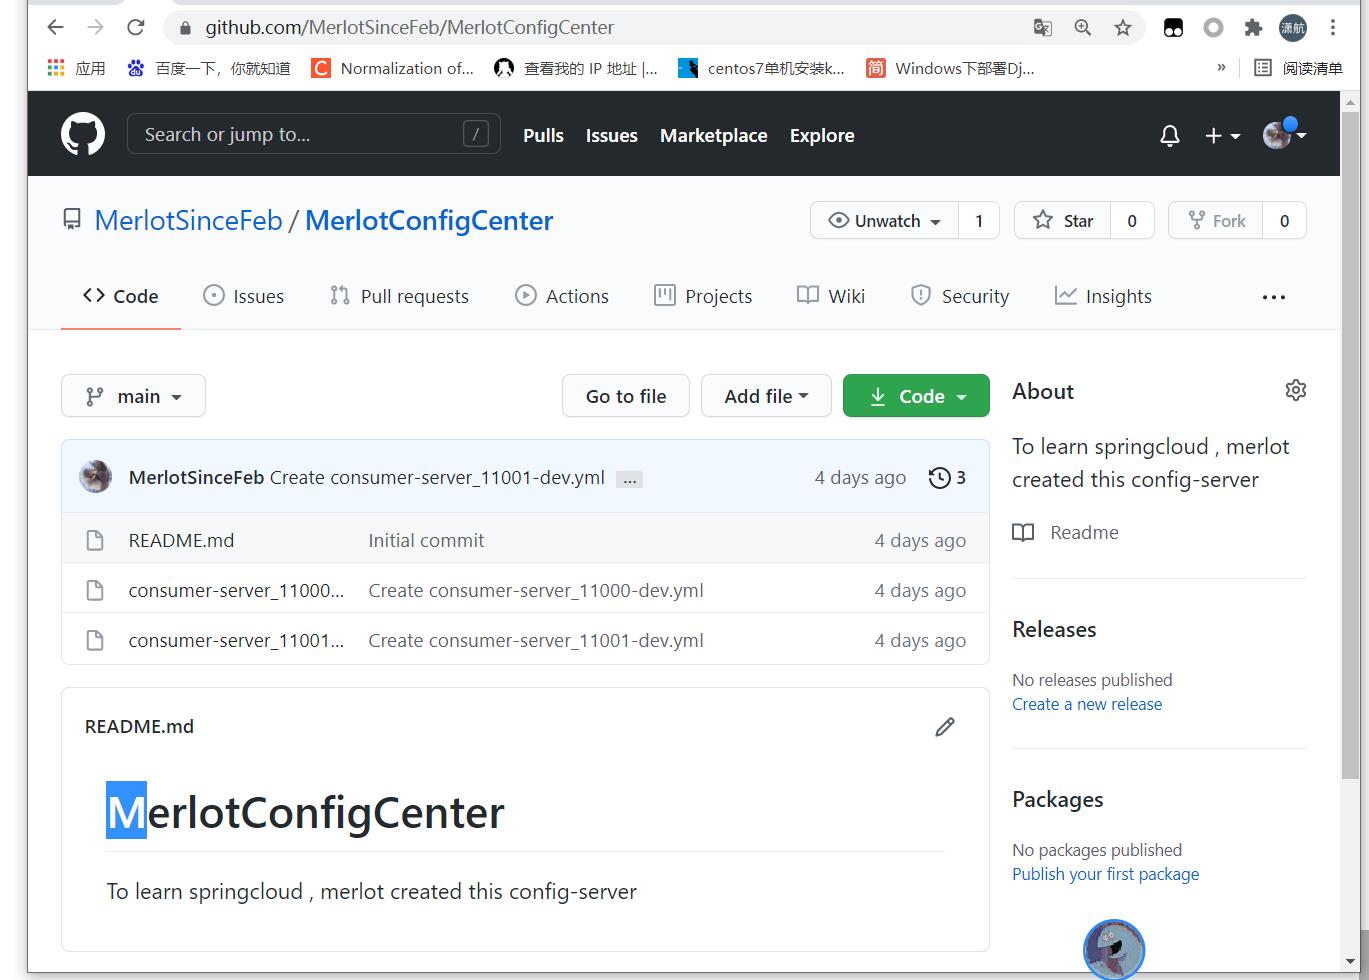 github.com/MerlotSinceFeb/MerlotConfigCenter
潇航
应用 百度一下，你就知道 Normalization of... 查看我的 IP 地址 |... centos7单机安装k... 简 Windows下部署Dj... » 阅读清单
Search or jump to... / Pulls Issues Marketplace Explore
MerlotSinceFeb / MerlotConfigCenter Unwatch 1 Star 0 Fork 0
Code Issues Pull requests Actions Projects Wiki Security Insights ...
main Go to file Add file Code
MerlotSinceFeb Create consumer-server_11001-dev.yml ... 4 days ago 3
README.md Initial commit 4 days ago
consumer-server_11000... Create consumer-server_11000-dev.yml 4 days ago
consumer-server_11001... Create consumer-server_11001-dev.yml 4 days ago
README.md
MerlotConfigCenter
To learn springcloud , merlot created this config-server
About
To learn springcloud , merlot
created this config-server
Readme
Releases
No releases published
Create a new release
Packages
No packages published
Publish your first package